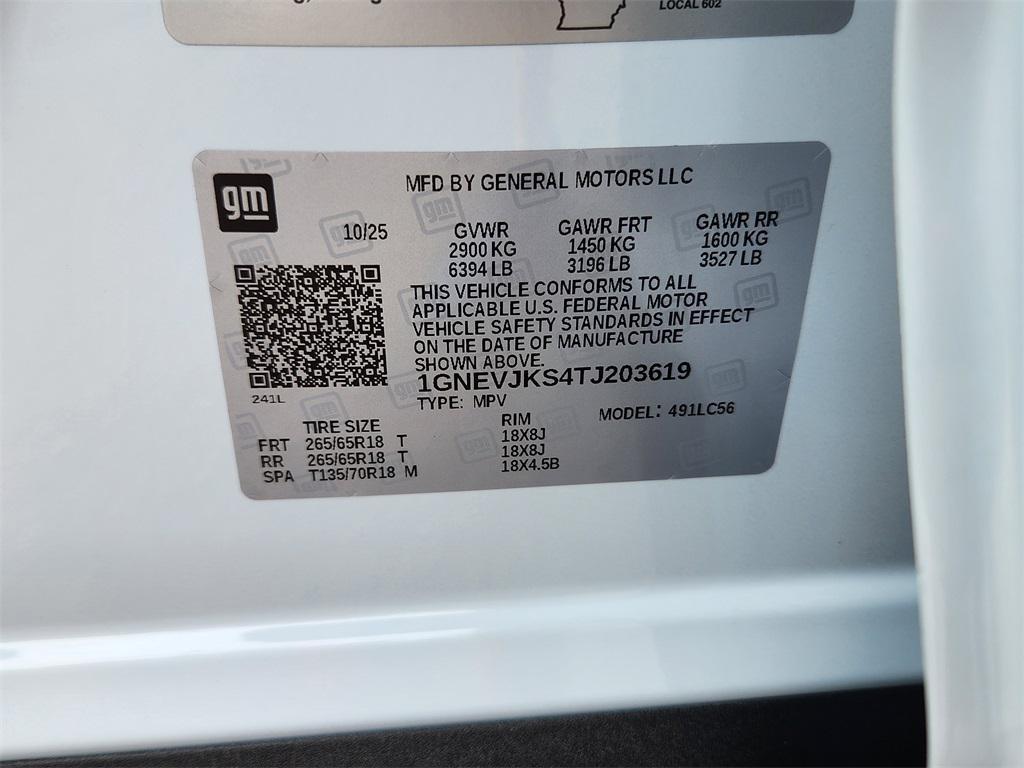 LOCAL 602
gm
MFD BY GENERAL MOTORS LLC
10/25
GVWR GAWR FRT GAWR RR
2900 KG 1450 KG 1600 KG
6394 LB 3196 LB 3527 LB
THIS VEHICLE CONFORMS TO ALL
APPLICABLE U.S. FEDERAL MOTOR
VEHICLE SAFETY STANDARDS IN EFFECT
ON THE DATE OF MANUFACTURE
SHOWN ABOVE.
1GNEVJKS4TJ203619
241L
TYPE: MPV
MODEL: 491LC56
TIRE SIZE RIM
FRT 265/65R18 T 18X8J
RR 265/65R18 T 18X8J
SPA T135/70R18 M 18X4.5B